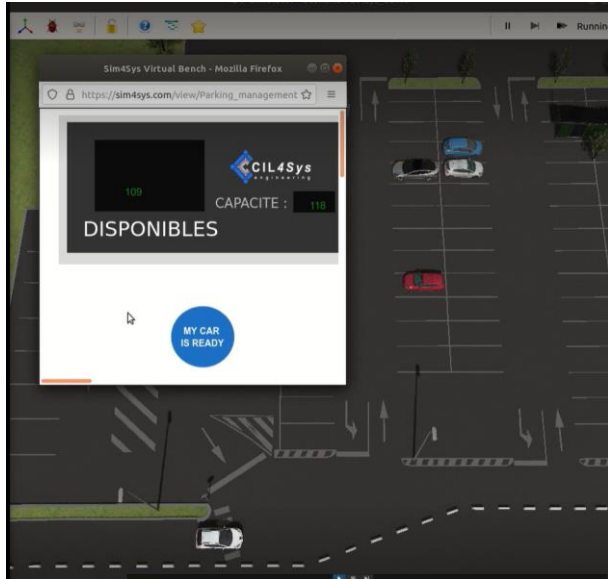 Running
Sim4Sys Virtual Bench - Mozilla Firefox
https://sim4sys.com/view/Parking_management
CIL4Sys
engineering
109
CAPACITE :
118
DISPONIBLES
MY CAR
IS READY